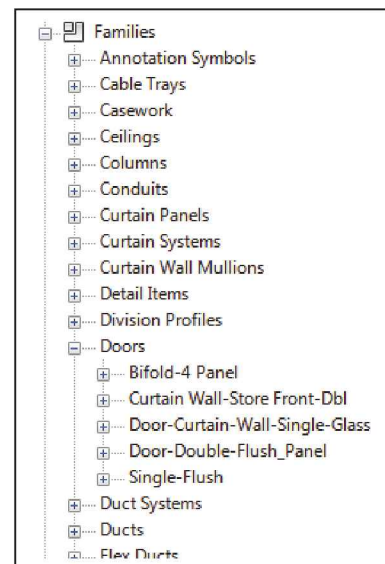 Families
Annotation Symbols
Cable Trays
Casework
Ceilings
Columns
Conduits
Curtain Panels
Curtain Systems
Curtain Wall Mullions
Detail Items
Division Profiles
Doors
Bifold-4 Panel
Curtain Wall-Store Front-Dbl
Door-Curtain-Wall-Single-Glass
Door-Double-Flush_Panel
Single-Flush
Duct Systems
Ducts
Flex Ducts